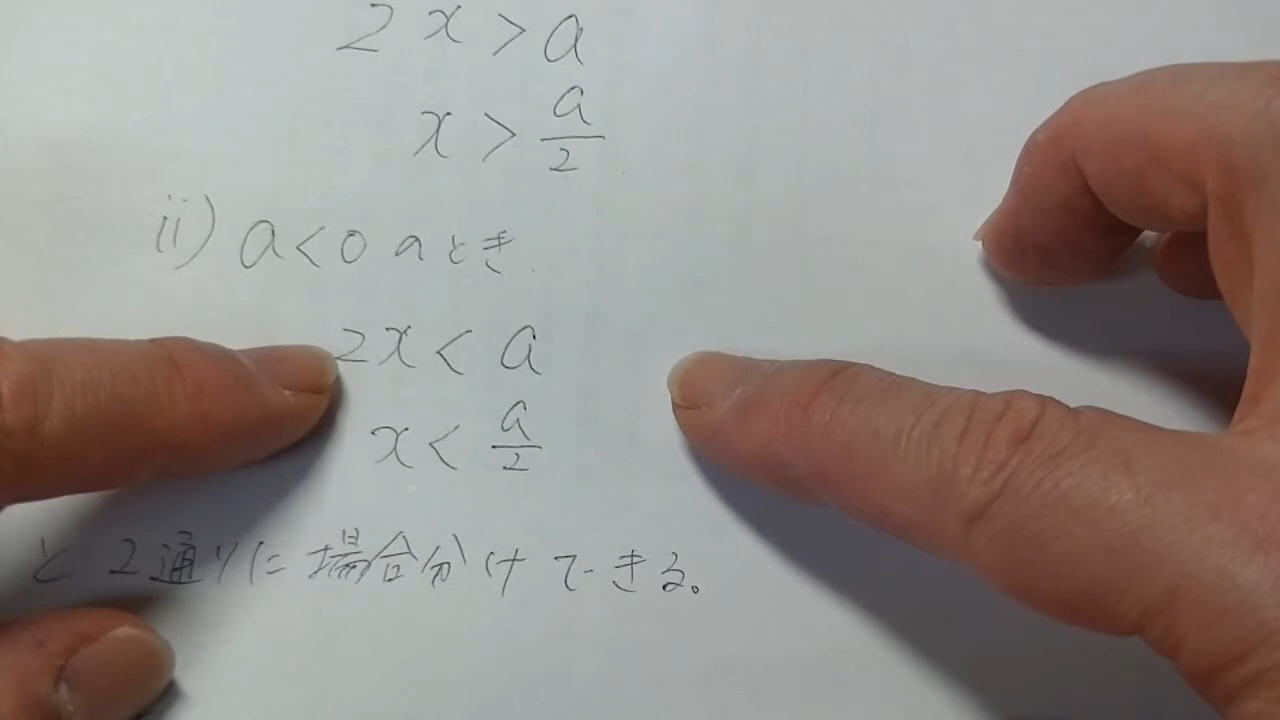 2x>a
x>a/2
ii) a<0のとき
2x<a
x<a/2
と2通りに場合分けできる。